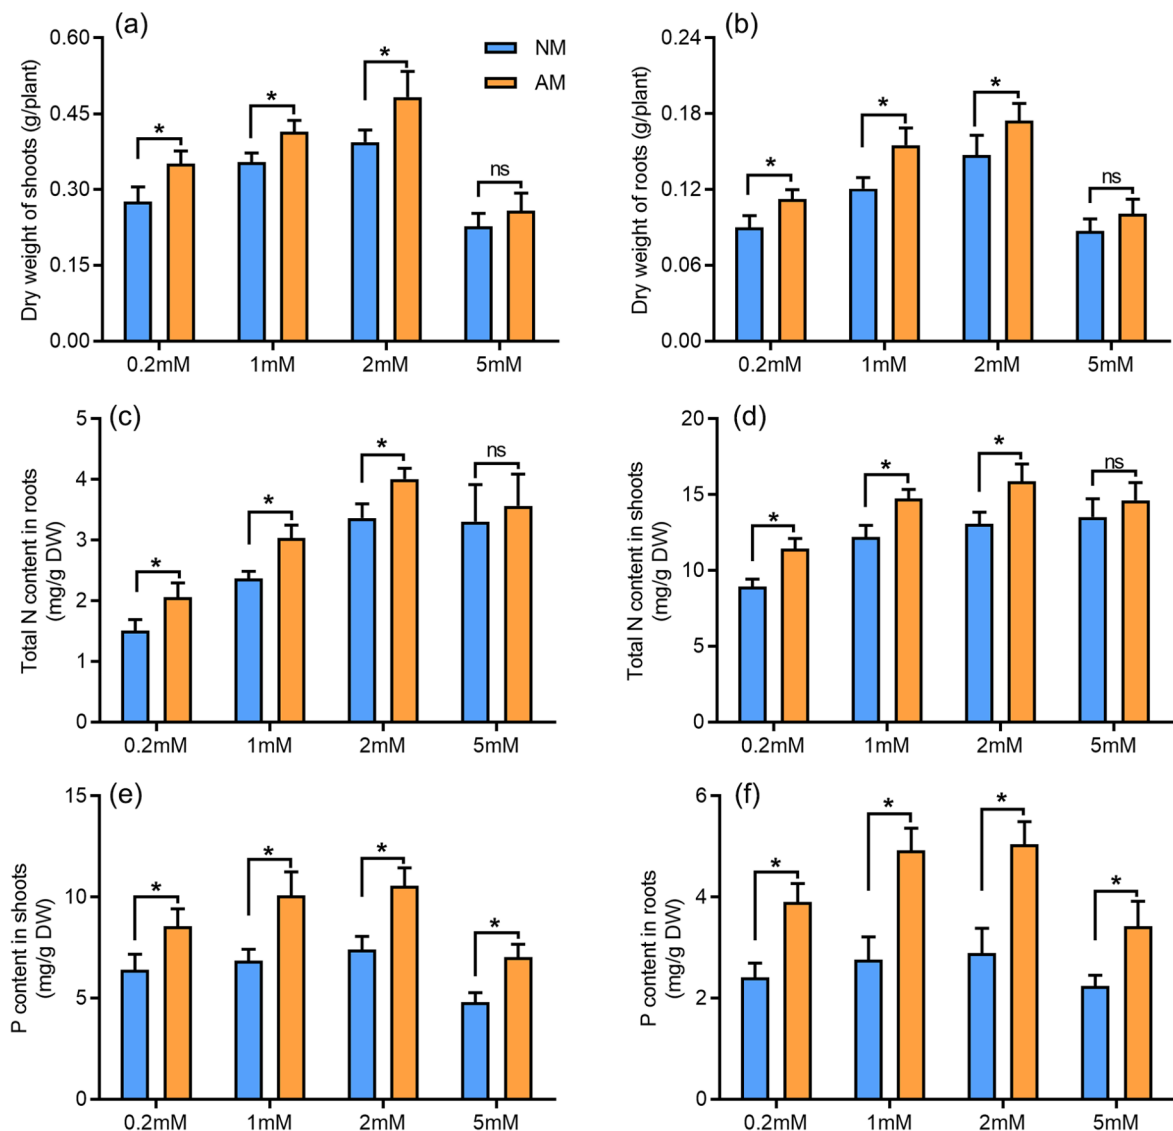 (a)
Dry weight of shoots (g/plant)
0.60
0.45
0.30
0.15
0.00
NM
AM
*
*
*
ns
0.2mM
1mM
2mM
5mM
(b)
Dry weight of roots (g/plant)
0.24
0.18
0.12
0.06
0.00
*
*
*
ns
0.2mM
1mM
2mM
5mM
(c)
Total N content in roots
(mg/g DW)
5
4
3
2
1
0
*
*
*
ns
0.2mM
1mM
2mM
5mM
(d)
Total N content in shoots
(mg/g DW)
20
15
10
5
0
*
*
*
ns
0.2mM
1mM
2mM
5mM
(e)
P content in shoots
(mg/g DW)
15
10
5
0
*
*
*
*
0.2mM
1mM
2mM
5mM
(f)
P content in roots
(mg/g DW)
6
4
2
0
*
*
*
*
0.2mM
1mM
2mM
5mM